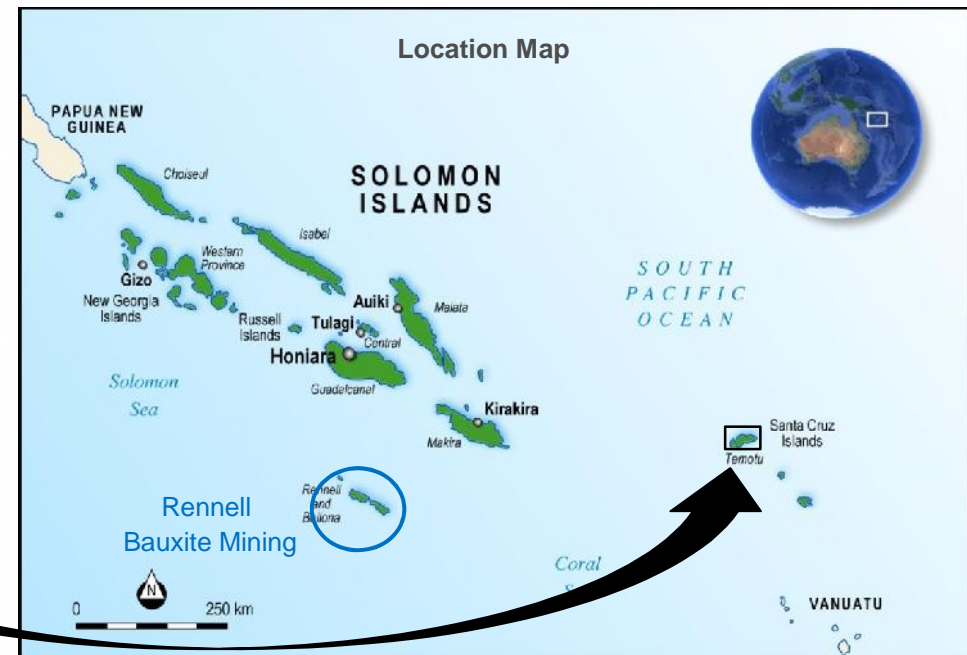 Location Map
PAPUA NEW
GUINEA
Choiseul
SOLOMON
ISLANDS
Isabel
Western
Province
Gizo
New Georgia
Islands
Russell
Islands
Auiki
Malata
Tulagi
Central
Honiara
Guadalcanal
SOUTH
PACIFIC
OCEAN
Solomon
Sea
Kirakira
Makira
Santa Cruz
Islands
Temotu
Rennell
and
Bellona
Rennell
Bauxite Mining
Coral
N
0 250 km
VANUATU